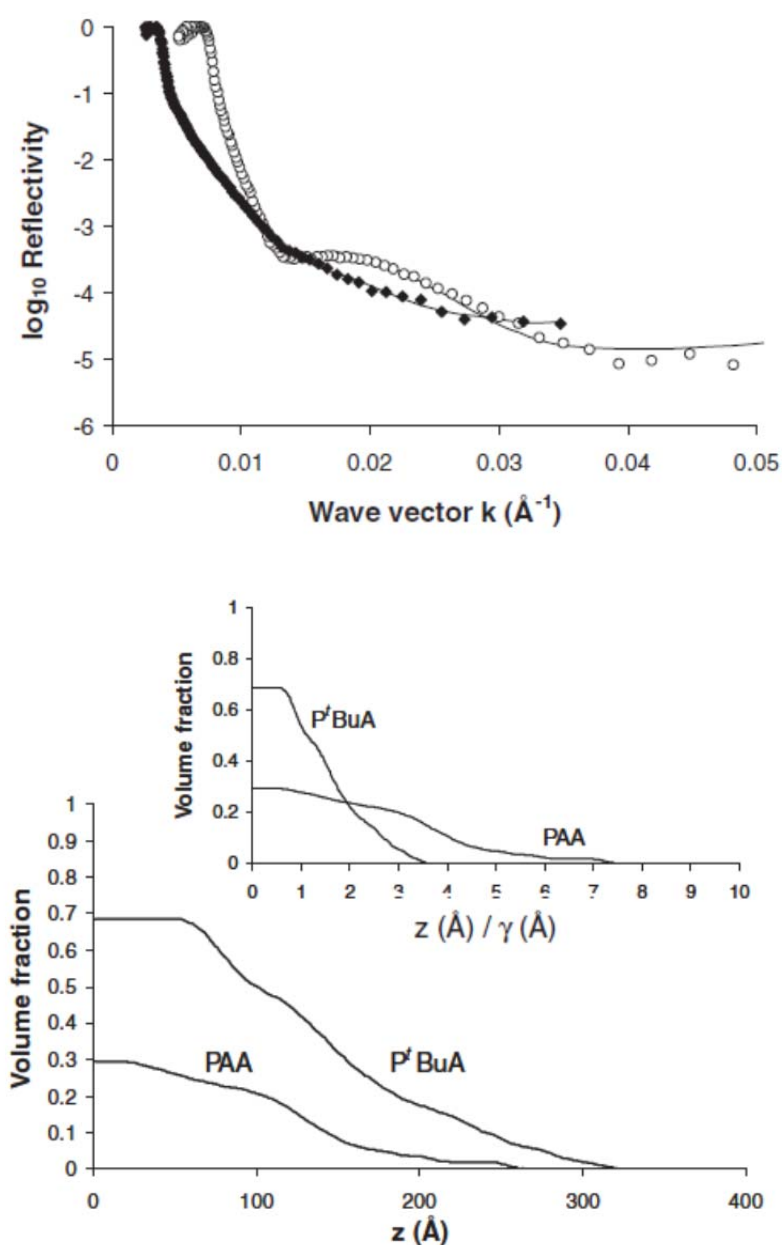 0
-1
-2
-3
-4
-5
-6
log₁₀ Reflectivity
0 0.01 0.02 0.03 0.04 0.05
Wave vector k (Å⁻¹)
1
0.8
0.6
0.4
0.2
0
Volume fraction
PᵗBuA
PAA
0 1 2 3 4 5 6 7 8 9 10
z (Å) / γ (Å)
1
0.9
0.8
0.7
0.6
0.5
0.4
0.3
0.2
0.1
0
Volume fraction
PAA
PᵗBuA
0 100 200 300 400
z (Å)